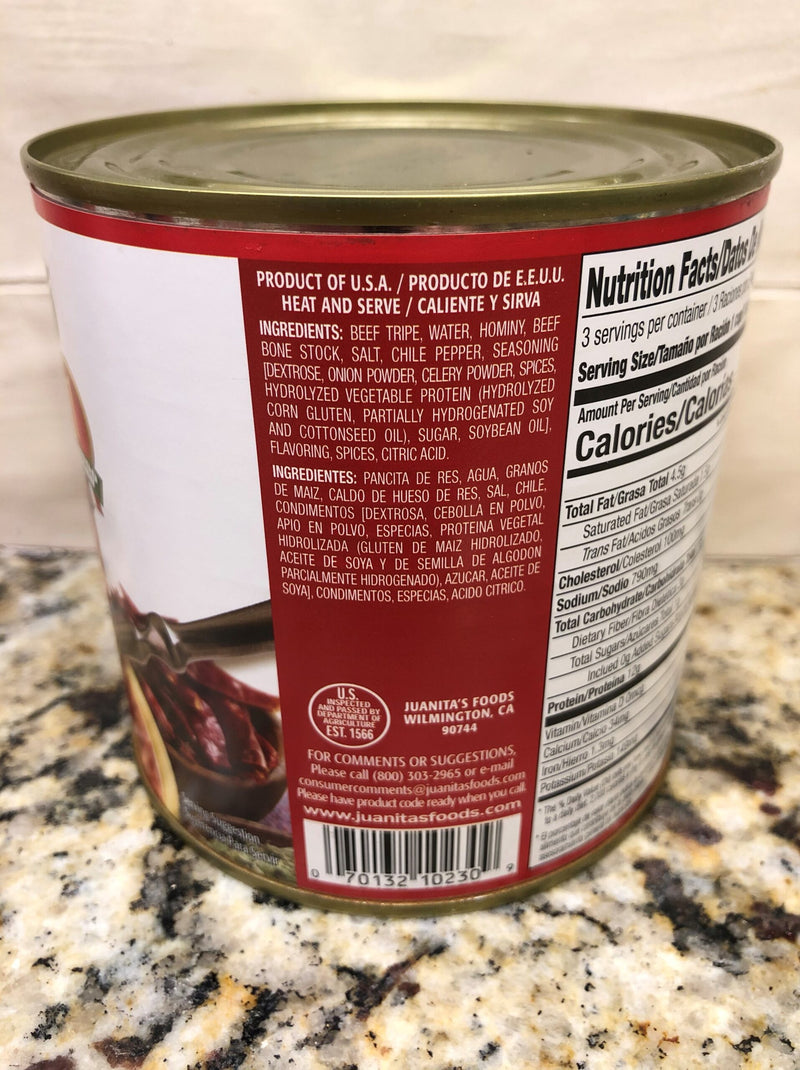 PRODUCT OF U.S.A. / PRODUCTO DE E.E.U.U.
HEAT AND SERVE / CALIENTE Y SIRVA
INGREDIENTS: BEEF TRIPE, WATER, HOMINY, BEEF
BONE STOCK, SALT, CHILE PEPPER, SEASONING
[DEXTROSE, ONION POWDER, CELERY POWDER, SPICES,
HYDROLYZED VEGETABLE PROTEIN (HYDROLYZED
CORN GLUTEN, PARTIALLY HYDROGENATED SOY
AND COTTONSEED OIL), SUGAR, SOYBEAN OIL],
FLAVORING, SPICES, CITRIC ACID.
INGREDIENTES: PANCITA DE RES, AGUA, GRANOS
DE MAIZ, CALDO DE HUESO DE RES, SAL, CHILE,
CONDIMENTOS [DEXTROSA, CEBOLLA EN POLVO,
APIO EN POLVO, ESPECIAS, PROTEINA VEGETAL
HIDROLIZADA (GLUTEN DE MAIZ HIDROLIZADO,
ACEITE DE SOYA Y DE SEMILLA DE ALGODON
PARCIALMENTE HIDROGENADO), AZUCAR, ACEITE DE
SOYA], CONDIMENTOS, ESPECIAS, ACIDO CITRICO.
U.S.
INSPECTED
AND PASSED BY
DEPARTMENT OF
AGRICULTURE
EST. 1566
JUANITA'S FOODS
WILMINGTON, CA
90744
FOR COMMENTS OR SUGGESTIONS,
Please call (800) 303-2965 or e-mail
consumercomments@juanitasfoods.com
Please have product code ready when you call.
www.juanitasfoods.com
0 70132 10230 9
Nutrition Facts/Datos De
3 servings per container / 3 Raciones
Serving Size/Tamaño por Ración /
Amount Per Serving/Cantidad por Ración
Calories/Calorías
Total Fat/Grasa Total 4.5g
Saturated Fat/Grasa Saturada
Trans Fat/Acidos Grasos
Cholesterol/Colesterol 100mg
Sodium/Sodio 790mg
Total Carbohydrate/Carbohidrato
Dietary Fiber/Fibra Dietética
Total Sugars/Azúcares
Includes 0g Added Sugars
Protein/Proteína 12g
Vitamin/Vitamina D 0mcg
Calcium/Calcio 34mg
Iron/Hierro 1.3mg
Potassium/Potasio
* The % Daily Value
Serving Suggestion